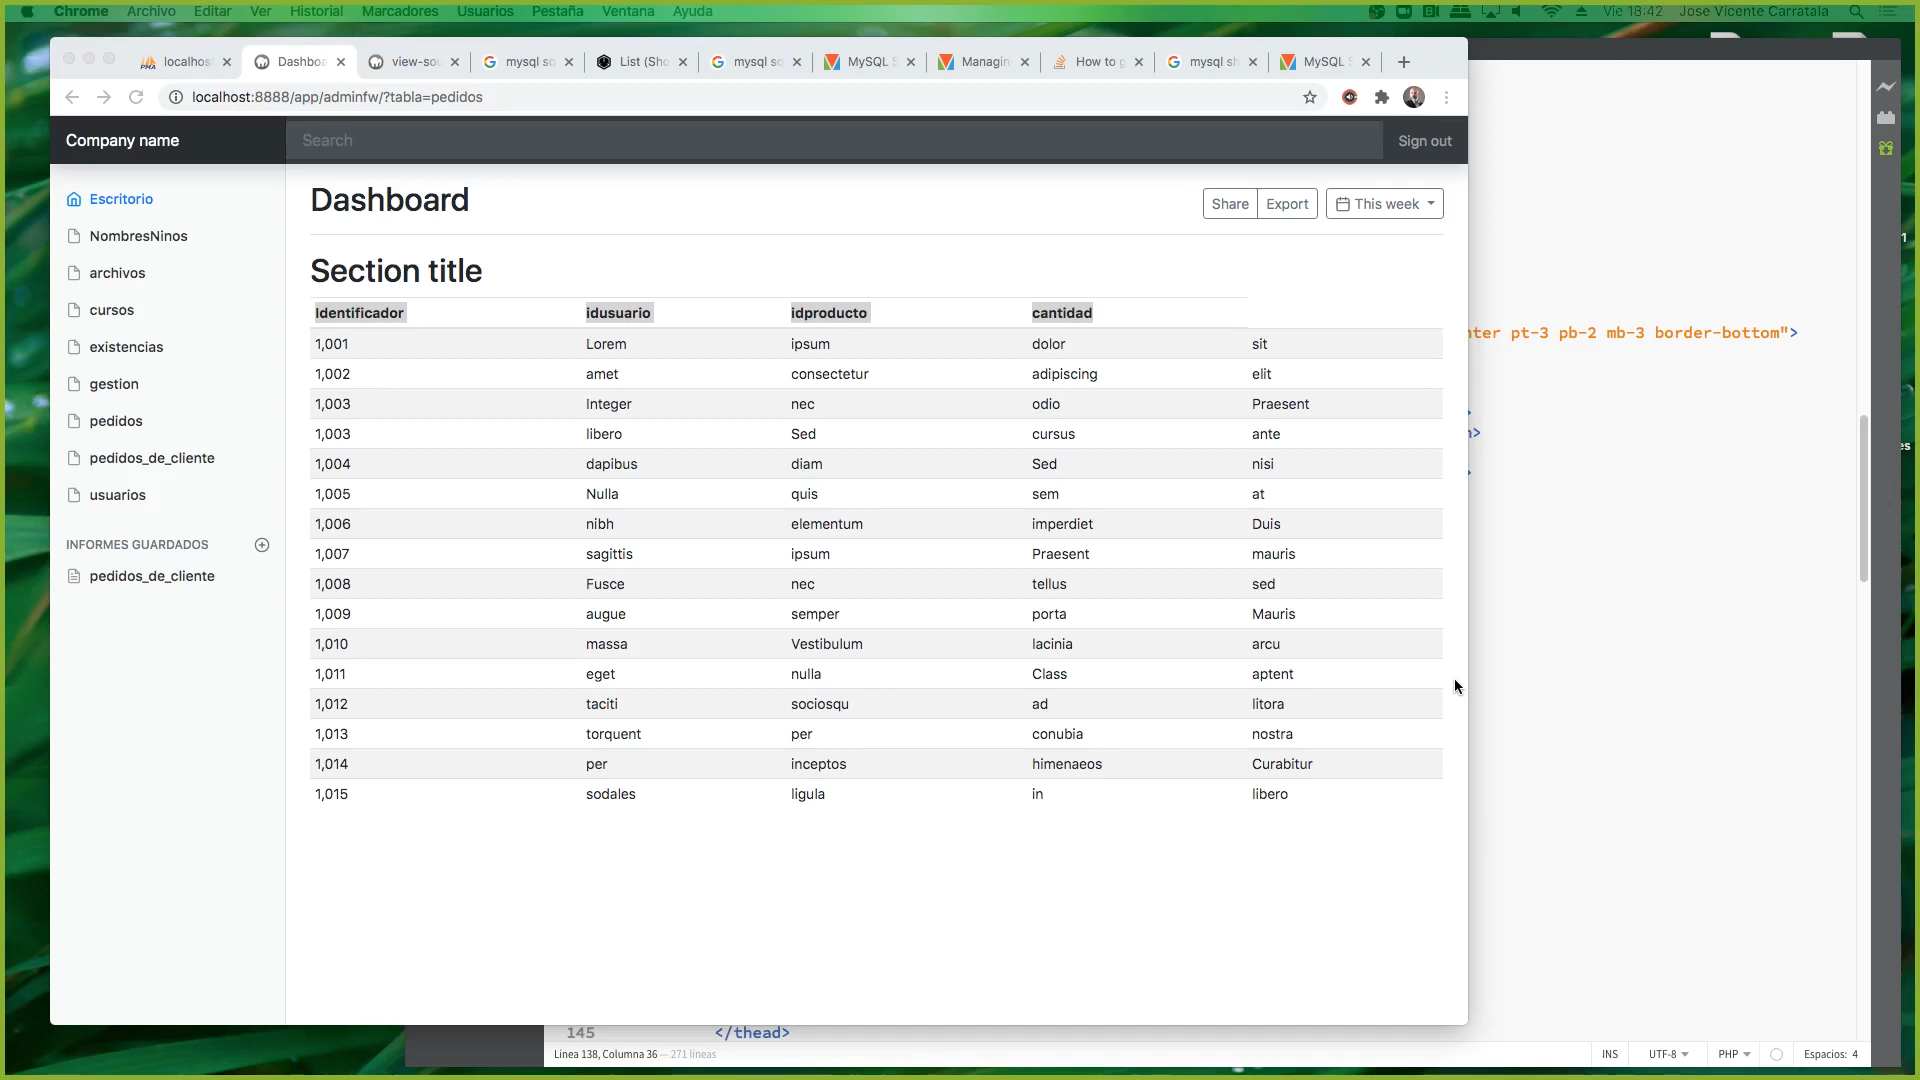 Chrome Archivo Editar Ver Historial Marcadores Usuarios Pestaña Ventana Ayuda Vie 18:42 Jose Vicente Carratala
localhos Dashboa view-sou mysql sq List (Sho mysql sq MySQL S Managin How to g mysql sh MySQL S
localhost:8888/app/adminfw/?tabla=pedidos
Company name Search Sign out
Escritorio
NombresNinos
archivos
cursos
existencias
gestion
pedidos
pedidos_de_cliente
usuarios
INFORMES GUARDADOS
pedidos_de_cliente
Dashboard
Share Export This week
Section title
Identificador idusuario idproducto cantidad
1,001 Lorem ipsum dolor sit
1,002 amet consectetur adipiscing elit
1,003 Integer nec odio Praesent
1,003 libero Sed cursus ante
1,004 dapibus diam Sed nisi
1,005 Nulla quis sem at
1,006 nibh elementum imperdiet Duis
1,007 sagittis ipsum Praesent mauris
1,008 Fusce nec tellus sed
1,009 augue semper porta Mauris
1,010 massa Vestibulum lacinia arcu
1,011 eget nulla Class aptent
1,012 taciti sociosqu ad litora
1,013 torquent per conubia nostra
1,014 per inceptos himenaeos Curabitur
1,015 sodales ligula in libero
nter pt-3 pb-2 mb-3 border-bottom">
145 </thead>
Línea 138, Columna 36 — 271 líneas INS UTF-8 PHP Espacios: 4